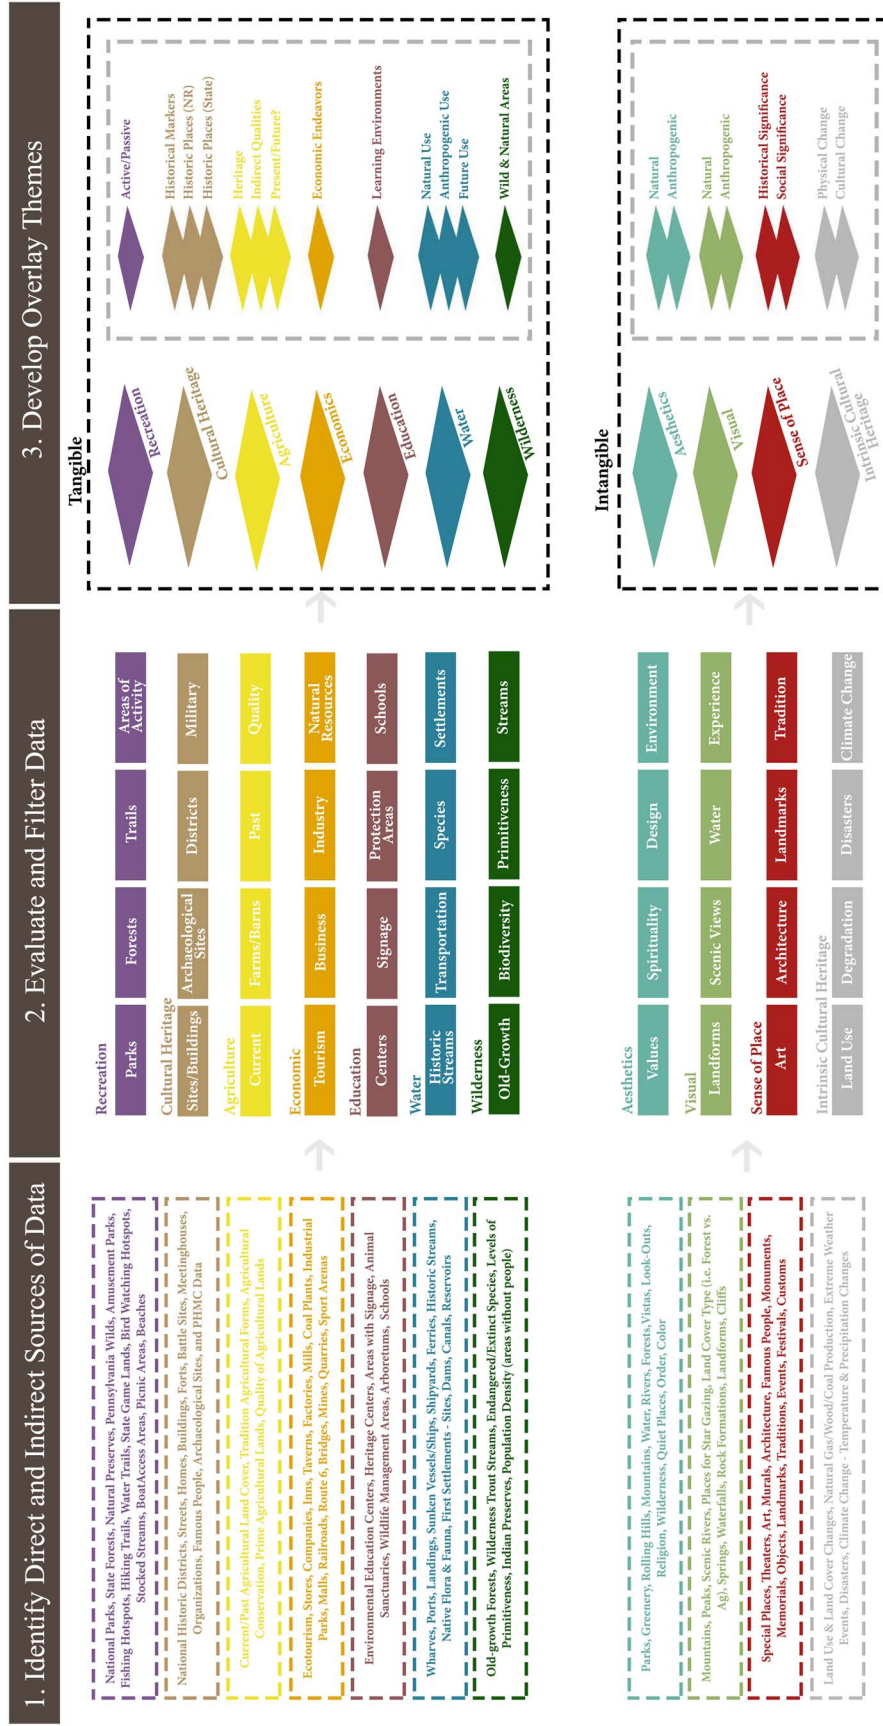 1. Identify Direct and Indirect Sources of Data
National Parks, State Forests, Natural Preserves, Pennsylvania Wilds, Amusement Parks,
Fishing Hotspots, Hiking Trails, Water Trails, State Game Lands, Bird Watching Hotspots,
Stocked Streams, BoatAccess Areas, Picnic Areas, Beaches
National Historic Districts, Streets, Homes, Buildings, Forts, Battle Sites, Meetinghouses,
Organizations, Famous People, Archaeological Sites, and PHMC Data
Current/Past Agricultural Land Cover, Tradition Agricultural Forms, Agricultural
Conservation, Prime Agricultural Lands, Quality of Agricultural Lands
Ecotourism, Stores, Companies, Inns, Taverns, Factories, Mills, Coal Plants, Industrial
Parks, Malls, Railroads, Route 6, Bridges, Mines, Quarries, Sport Arenas
Environmental Education Centers, Heritage Centers, Areas with Signage, Animal
Sanctuaries, Wildlife Management Areas, Arboretums, Schools
Wharves, Ports, Landings, Sunken Vessels/Ships, Shipyards, Ferries, Historic Streams,
Native Flora & Fauna, First Settlements - Sites, Dams, Canals, Reservoirs
Old-growth Forests, Wilderness Trout Streams, Endangered/Extinct Species, Levels of
Primitiveness, Indian Preserves, Population Density (areas without people)
Parks, Greenery, Rolling Hills, Mountains, Water, Rivers, Forests,Vistas, Look-Outs,
Religion, Wilderness, Quiet Places, Order, Color
Mountains, Peaks, Scenic Rivers, Places for Star Gazing, Land Cover Type (i.e. Forest vs.
Ag), Springs, Waterfalls, Rock Formations, Landforms, Cliffs
Special Places, Theaters, Art, Murals, Architecture, Famous People, Monuments,
Memorials, Objects, Landmarks, Traditions, Events, Festivals, Customs
Land Use & Land Cover Changes, Natural Gas/Wood/Coal Production, Extreme Weather
Events, Disasters, Climate Change - Temperature & Precipitation Changes
2. Evaluate and Filter Data
Recreation
Parks
Forests
Trails
Areas of
Activity
Cultural Heritage
Sites/Buildings
Archaeological
Sites
Districts
Military
Agriculture
Current
Farms/Barns
Past
Quality
Economic
Tourism
Business
Industry
Natural
Resources
Education
Centers
Signage
Protection
Areas
Schools
Water
Historic
Streams
Transportation
Species
Settlements
Wilderness
Old-Growth
Biodiversity
Primitiveness
Streams
Aesthetics
Values
Spirituality
Design
Environment
Visual
Landforms
Scenic Views
Water
Experience
Sense of Place
Art
Architecture
Landmarks
Tradition
Intrinsic Cultural Heritage
Land Use
Degradation
Disasters
Climate Change
3. Develop Overlay Themes
Tangible
Recreation
Active/Passive
Cultural Heritage
Historical Markers
Historic Places (NR)
Historic Places (State)
Agriculture
Heritage
Indirect Qualities
Present/Future?
Economics
Economic Endeavors
Education
Learning Environments
Water
Natural Use
Anthropogenic Use
Future Use
Wilderness
Wild & Natural Areas
Intangible
Aesthetics
Natural
Anthropogenic
Visual
Natural
Anthropogenic
Sense of Place
Historical Significance
Social Significance
Intrinsic Cultural
Heritage
Physical Change
Cultural Change